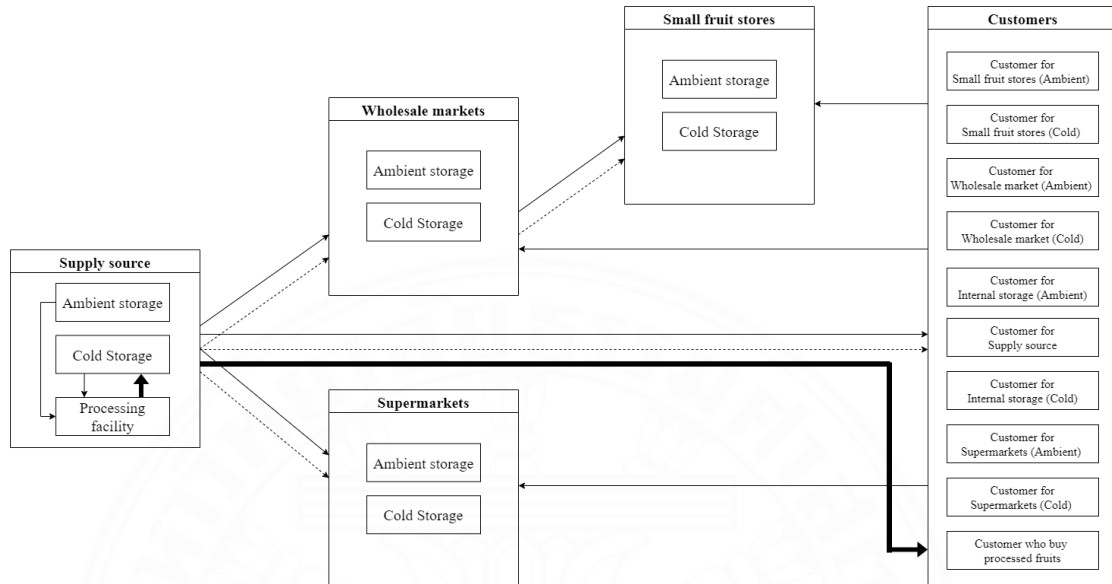 Supply source
Ambient storage
Cold Storage
Processing
facility
Wholesale markets
Ambient storage
Cold Storage
Supermarkets
Ambient storage
Cold Storage
Small fruit stores
Ambient storage
Cold Storage
Customers
Customer for
Small fruit stores (Ambient)
Customer for
Small fruit stores (Cold)
Customer for
Wholesale market (Ambient)
Customer for
Wholesale market (Cold)
Customer for
Internal storage (Ambient)
Customer for
Supply source
Customer for
Internal storage (Cold)
Customer for
Supermarkets (Ambient)
Customer for
Supermarkets (Cold)
Customer who buy
processed fruits